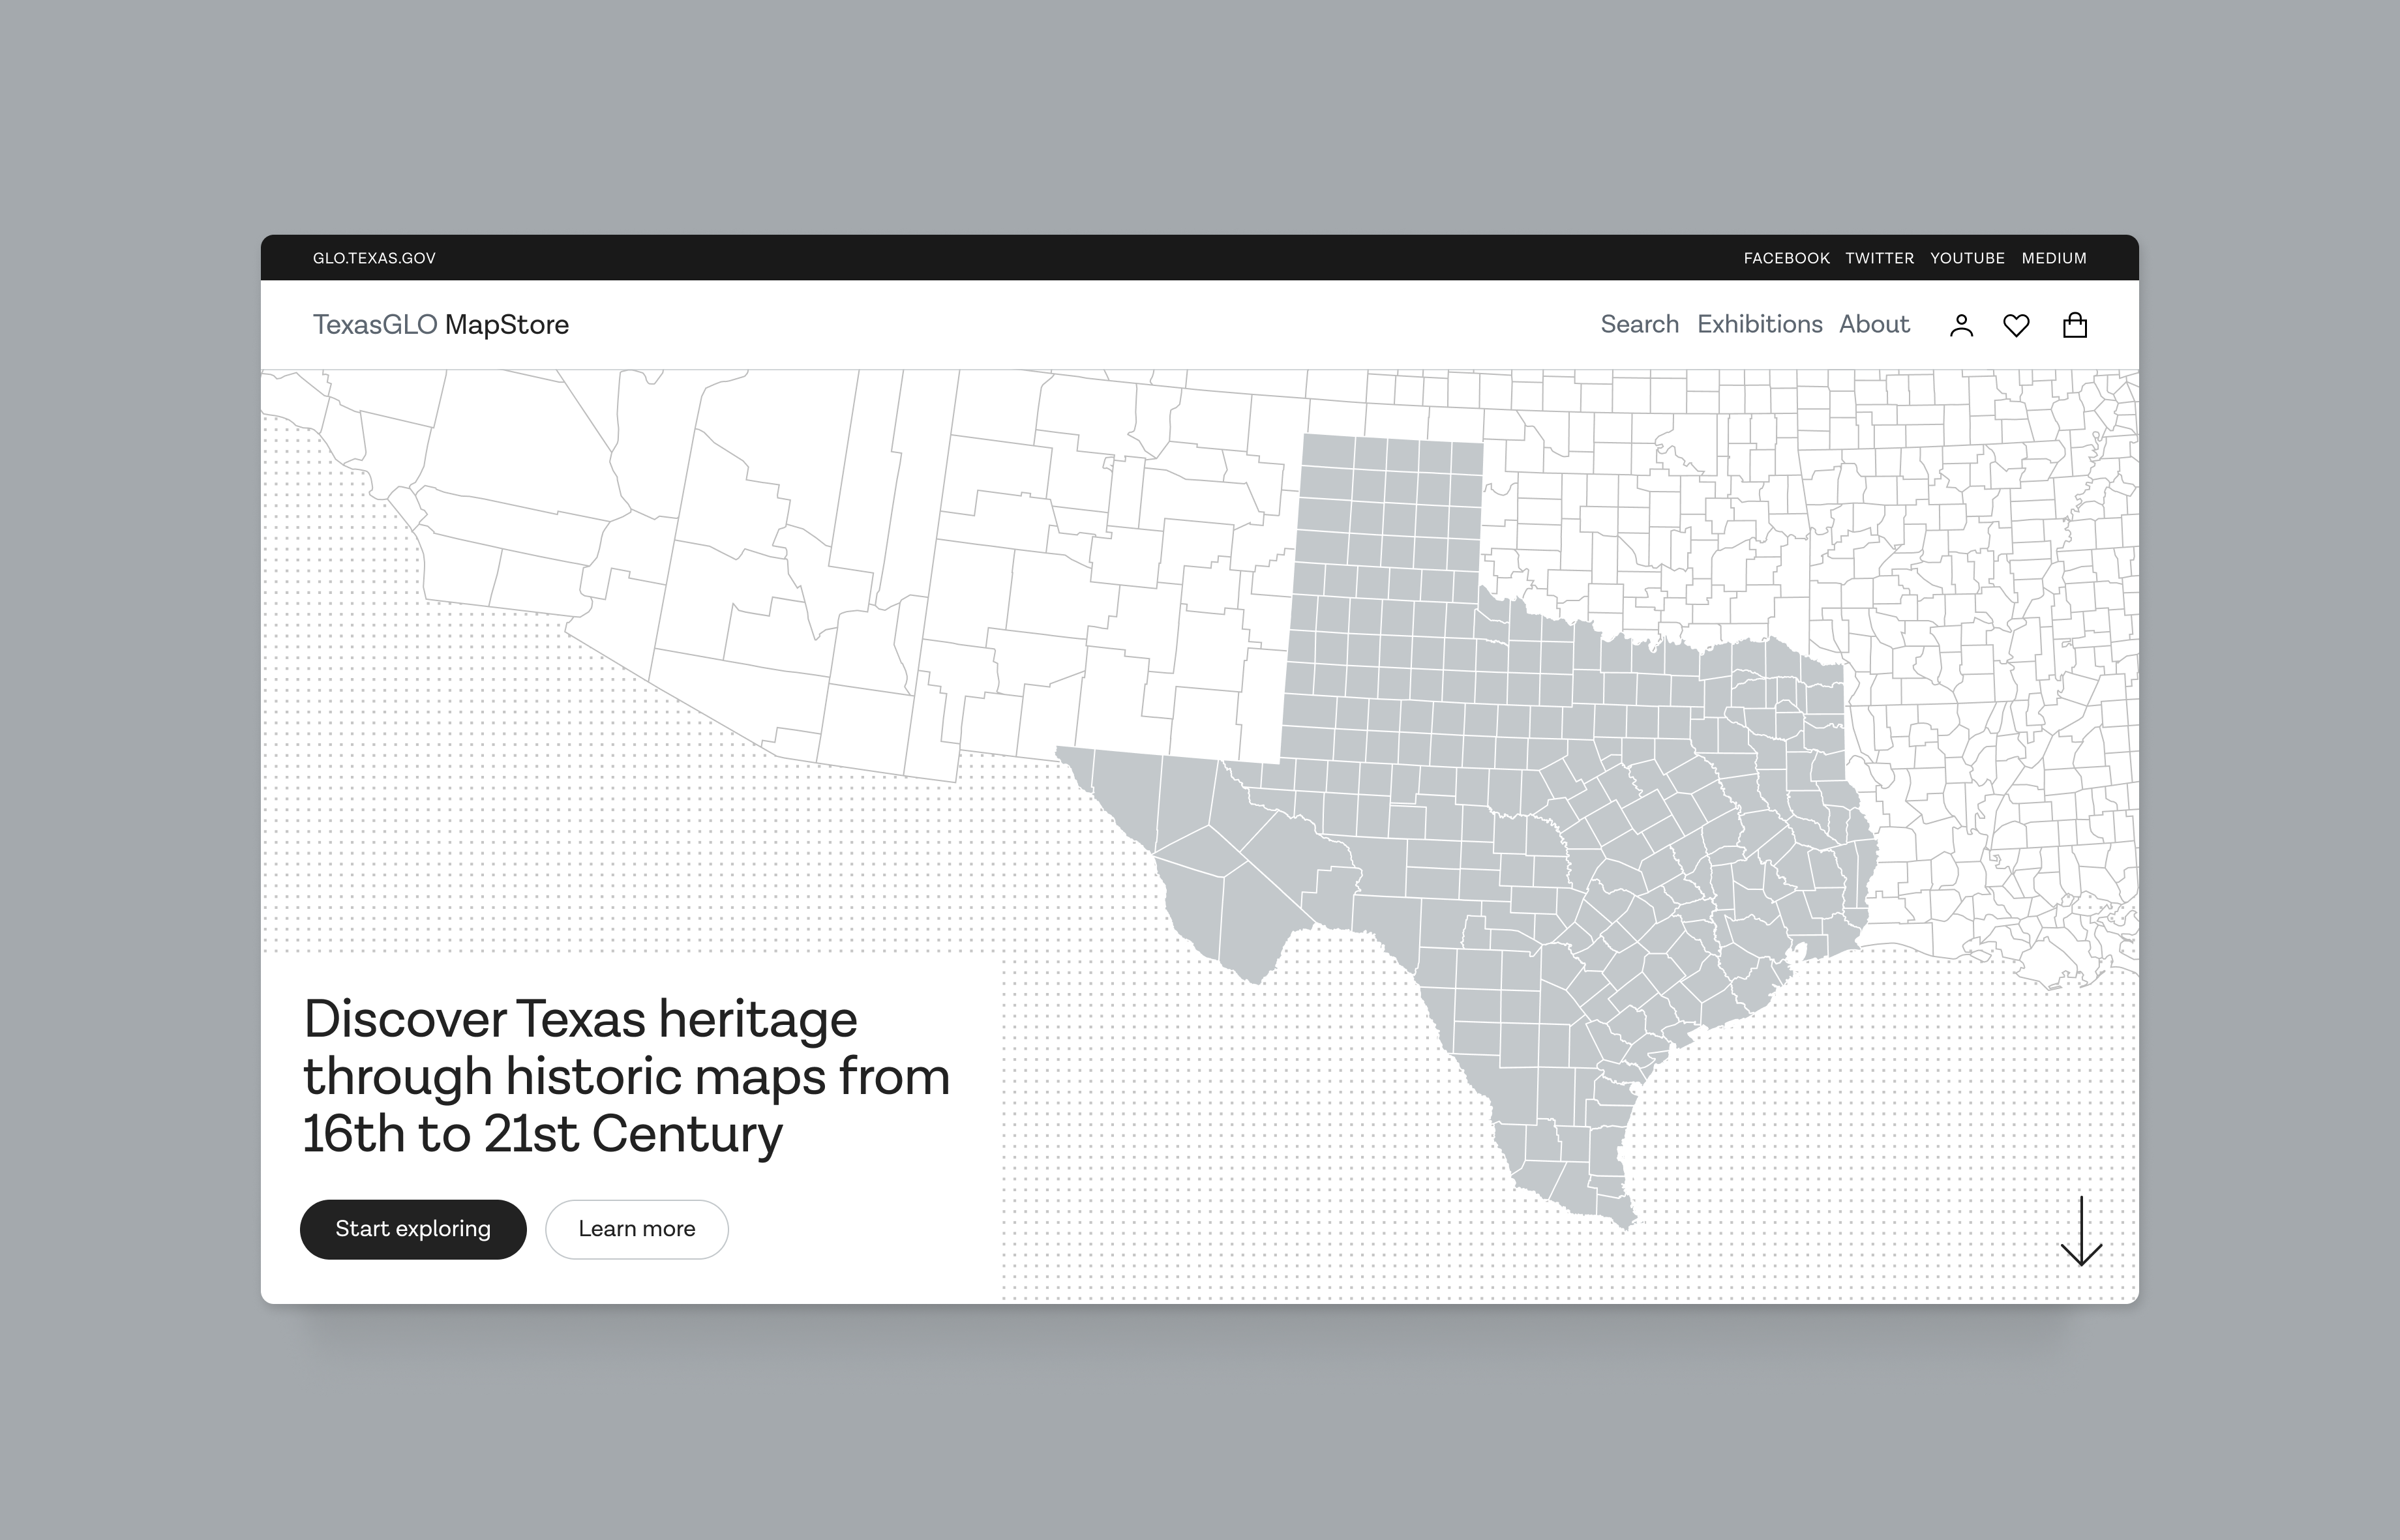 GLO.TEXAS.GOV
FACEBOOK TWITTER YOUTUBE MEDIUM
TexasGLO MapStore
Search Exhibitions About
Discover Texas heritage
through historic maps from
16th to 21st Century
Start exploring
Learn more